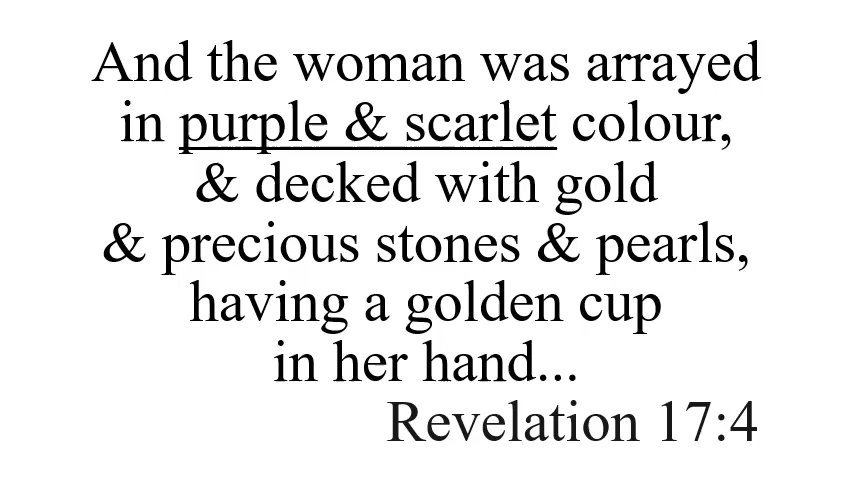 And the woman was arrayed
in purple & scarlet colour,
& decked with gold
& precious stones & pearls,
having a golden cup
in her hand...
Revelation 17:4